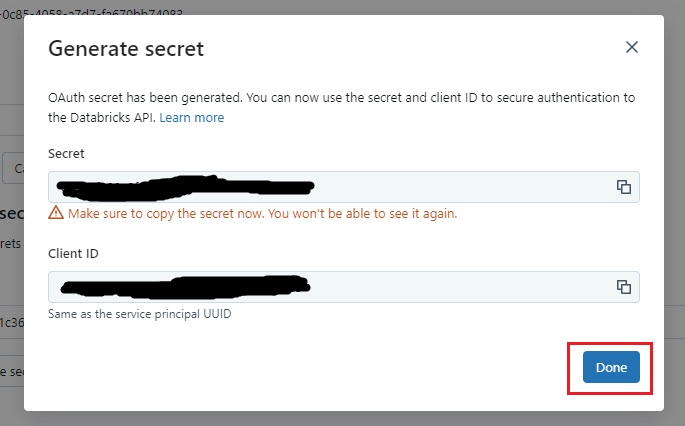 Generate secret
OAuth secret has been generated. You can now use the secret and client ID to secure authentication to
the Databricks API. Learn more
Secret
Make sure to copy the secret now. You won't be able to see it again.
Client ID
Same as the service principal UUID
Done
rets
1c36